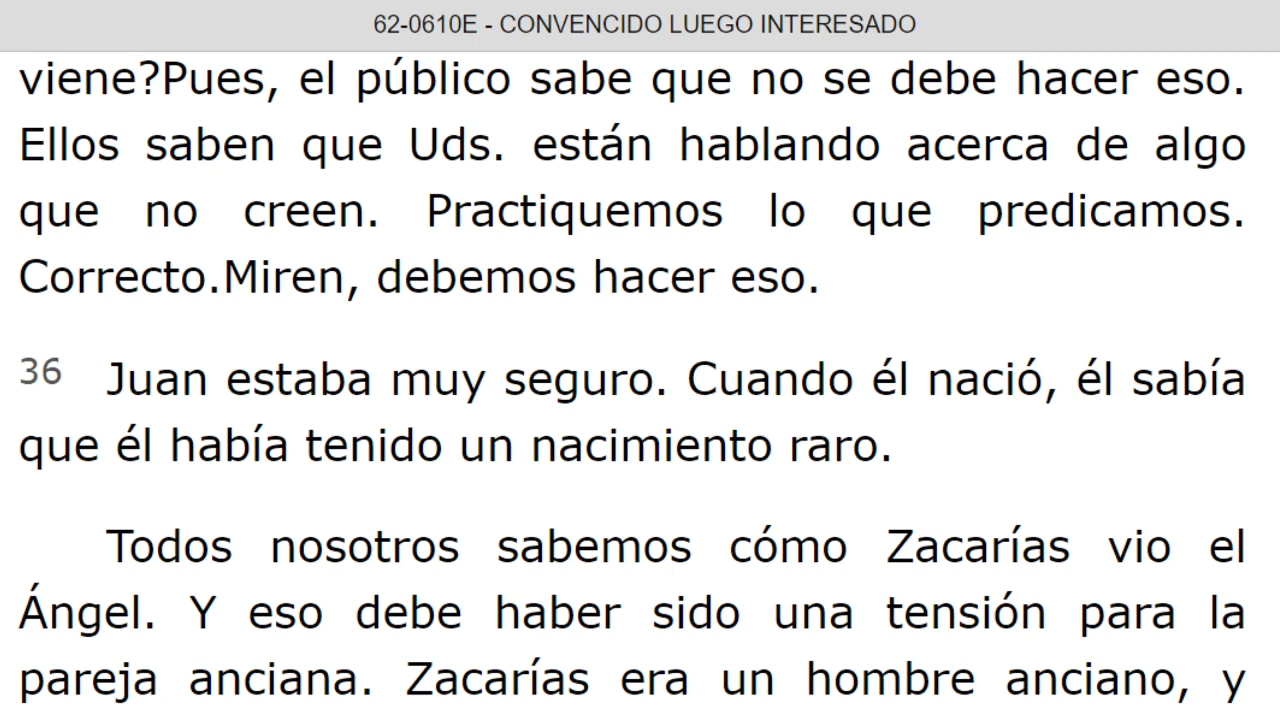 62-0610E - CONVENCIDO LUEGO INTERESADO
viene?Pues, el público sabe que no se debe hacer eso.
Ellos saben que Uds. están hablando acerca de algo
que no creen. Practiquemos lo que predicamos.
Correcto.Miren, debemos hacer eso.
36 Juan estaba muy seguro. Cuando él nació, él sabía
que él había tenido un nacimiento raro.
Todos nosotros sabemos cómo Zacarías vio el
Ángel. Y eso debe haber sido una tensión para la
pareja anciana. Zacarías era un hombre anciano, y